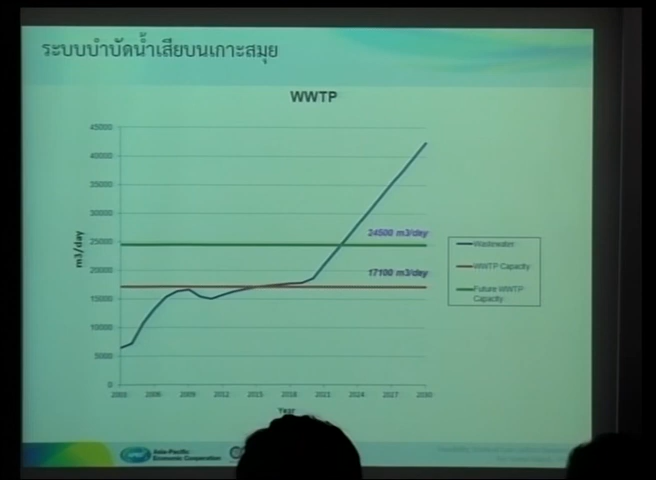 ระบบบำบัดน้ำเสียบนเกาะสมุย
WWTP
45000
40000
35000
30000
25000
20000
15000
10000
5000
0
m3/day
24500 m3/day
17100 m3/day
Wastewater
WWTP Capacity
Future WWTP
Capacity
2006 2012 2015 2018 2021 2024 2027 2030
Year
Asia-Pacific
Economic Cooperation